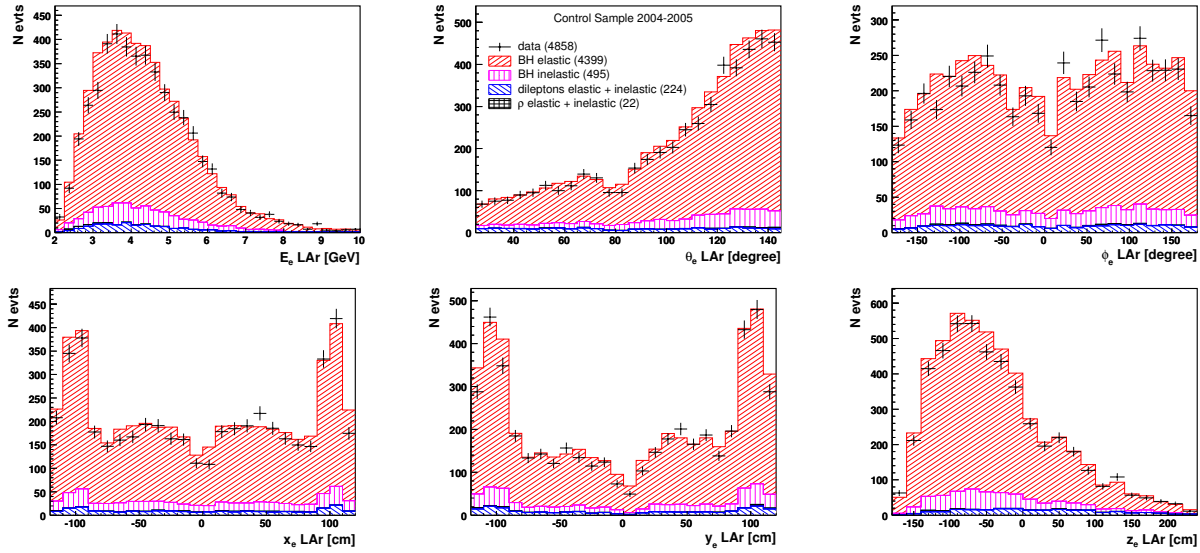 N evts
450
400
350
300
250
200
150
100
50
0
2 3 4 5 6 7 8 9 10
E_e LAr [GeV]
N evts
500
400
300
200
100
0
Control Sample 2004-2005
data (4858)
BH elastic (4399)
BH inelastic (495)
dileptons elastic + inelastic (224)
ρ elastic + inelastic (22)
40 60 80 100 120 140
θ_e LAr [degree]
N evts
350
300
250
200
150
100
50
0
-150 -100 -50 0 50 100 150
ϕ_e LAr [degree]
N evts
450
400
350
300
250
200
150
100
50
0
-100 -50 0 50 100
x_e LAr [cm]
N evts
500
400
300
200
100
0
-100 -50 0 50 100
y_e LAr [cm]
N evts
600
500
400
300
200
100
0
-150 -100 -50 0 50 100 150 200
z_e LAr [cm]